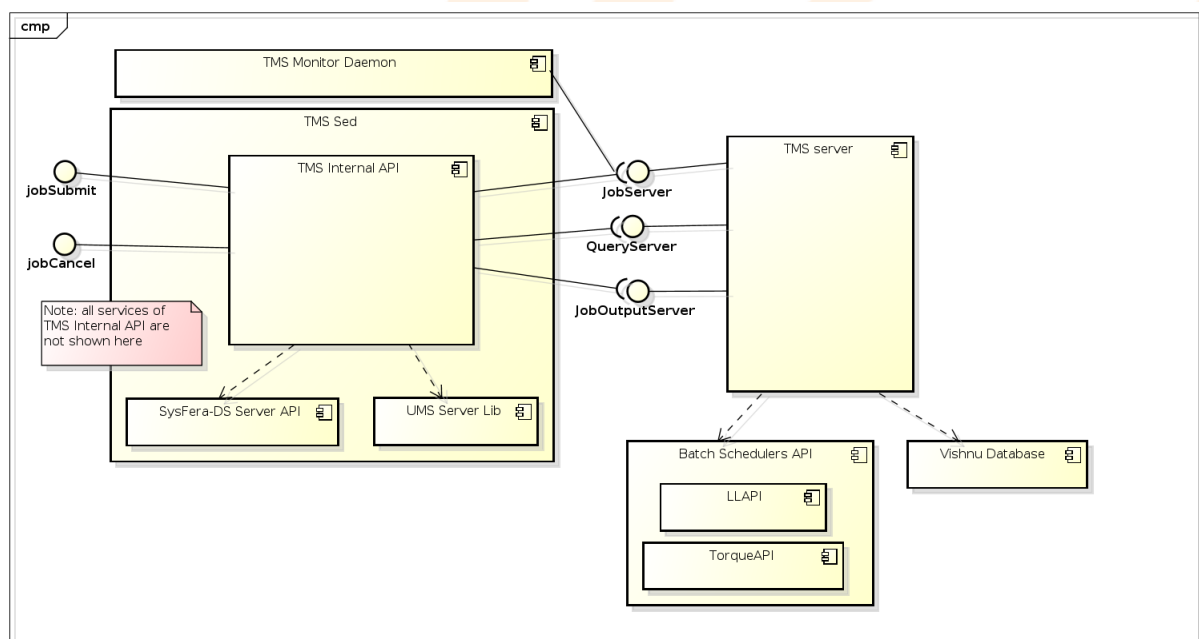 cmp
TMS Monitor Daemon
TMS Sed
TMS Internal API
TMS server
jobSubmit
JobServer
QueryServer
jobCancel
JobOutputServer
Note: all services of
TMS Internal API are
not shown here
SysFera-DS Server API
UMS Server Lib
Batch Schedulers API
Vishnu Database
LLAPI
TorqueAPI